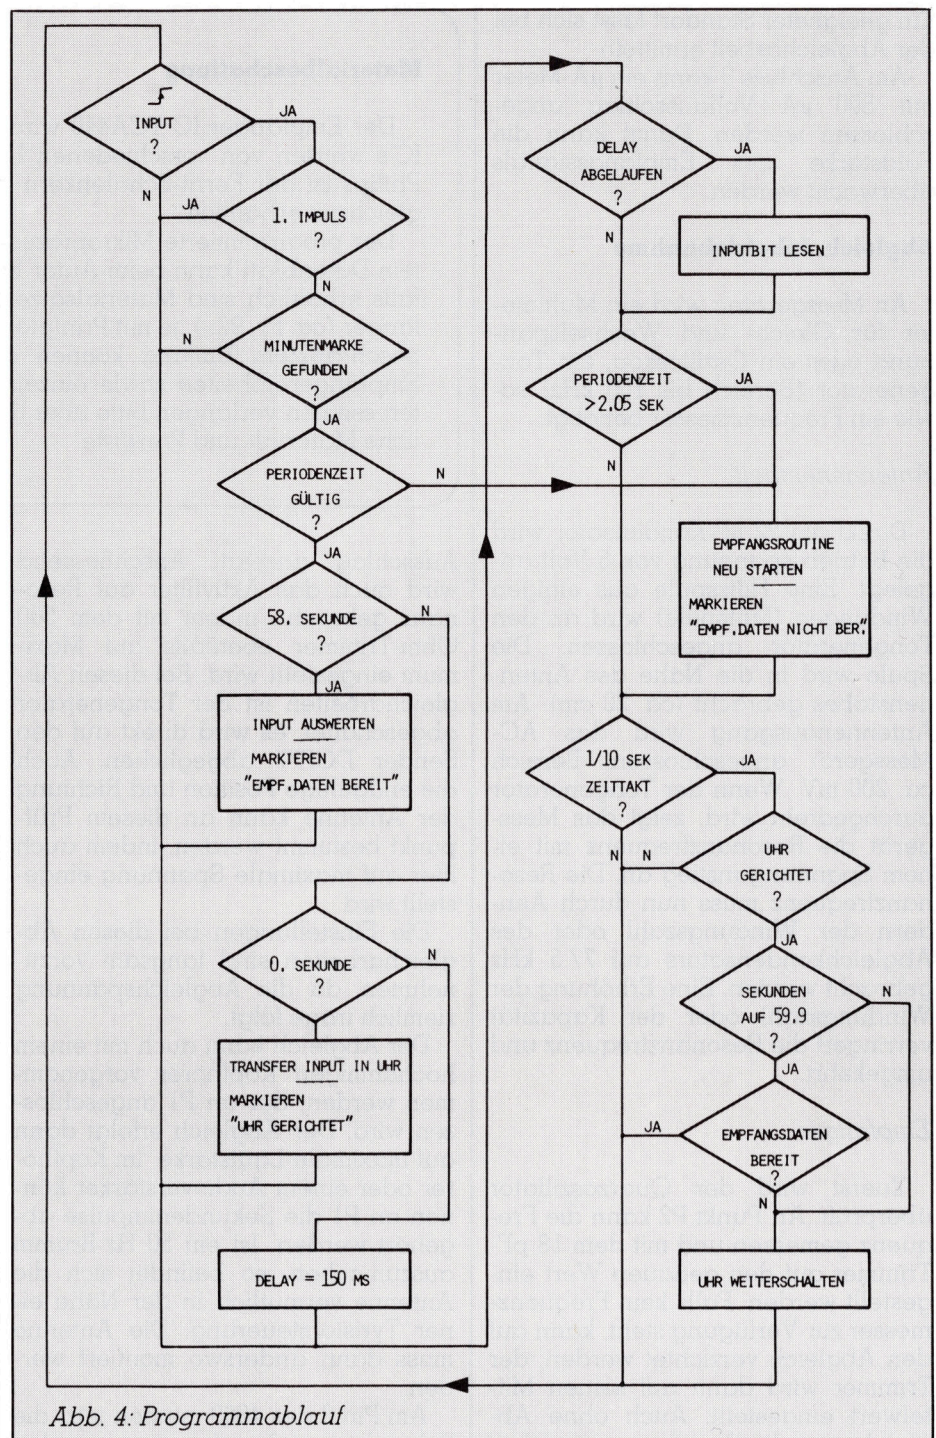 INPUT
?
JA
N
JA
1. IMPULS
?
N
N
MINUTENMARKE
GEFUNDEN
?
JA
PERIODENZEIT
GÜLTIG
?
N
JA
58. SEKUNDE
?
N
JA
INPUT AUSWERTEN
MARKIEREN
"EMPF.DATEN BEREIT"
0. SEKUNDE
?
N
JA
TRANSFER INPUT IN UHR
MARKIEREN
"UHR GERICHTET"
DELAY = 150 MS
DELAY
ABGELAUFEN
?
JA
N
INPUTBIT LESEN
PERIODENZEIT
>2.05 SEK
?
JA
N
EMPFANGSROUTINE
NEU STARTEN
MARKIEREN
"EMPF.DATEN NICHT BER."
1/10 SEK
ZEITTAKT
?
JA
N
N
UHR
GERICHTET
?
JA
SEKUNDEN
AUF 59.9
?
N
JA
JA
EMPFANGSDATEN
BEREIT
?
N
UHR WEITERSCHALTEN
Abb. 4: Programmablauf